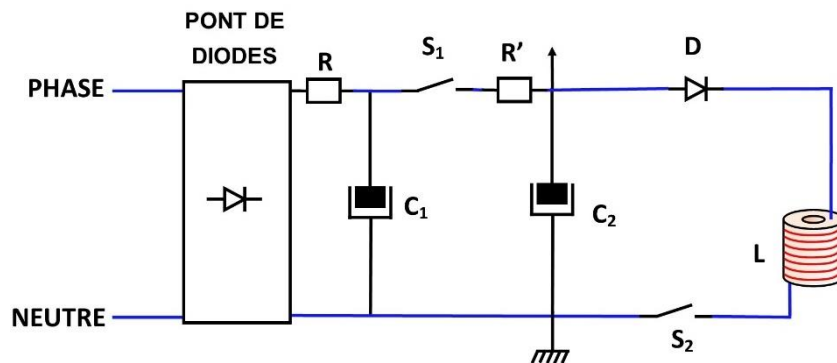 PONT DE
DIODES
R
S₁
R'
D
PHASE
C₁
C₂
L
NEUTRE
S₂